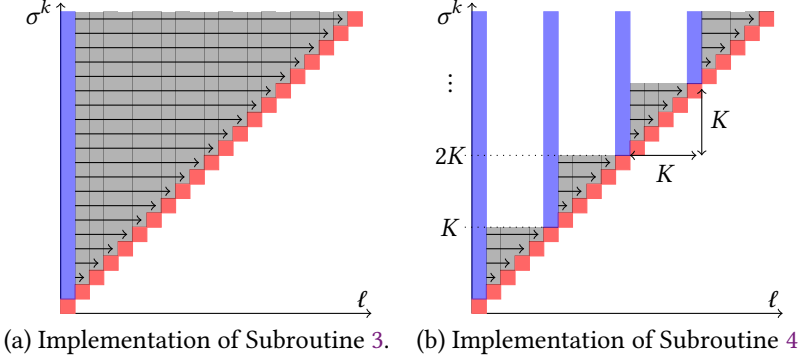 σ^k
ℓ
(a) Implementation of Subroutine 3.
σ^k
⋮
2K
K
K
K
ℓ
(b) Implementation of Subroutine 4